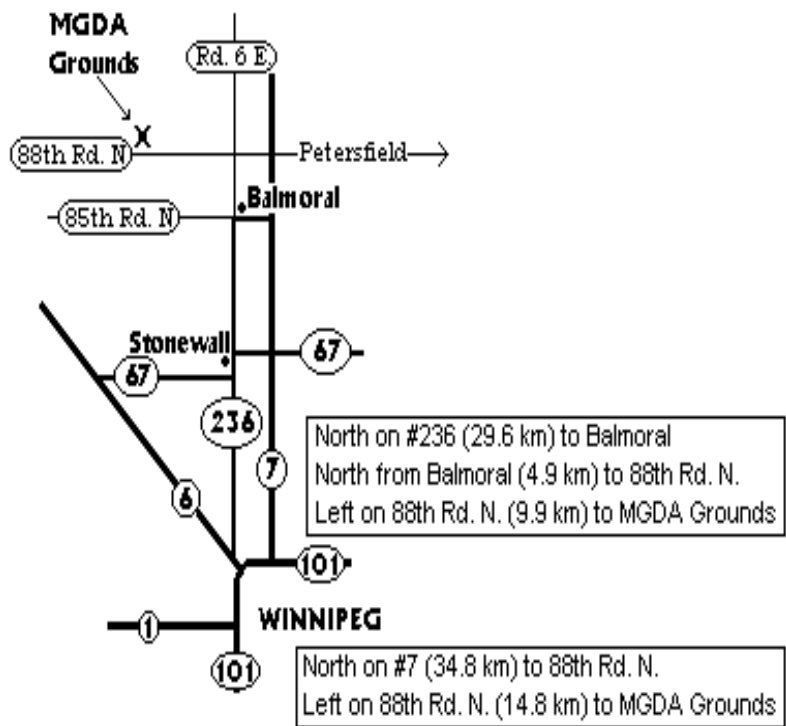 MGDA
Grounds
Rd. 6 E
X
88th Rd. N
Petersfield
Balmoral
85th Rd. N
Stonewall
67
67
236
7
6
North on #236 (29.6 km) to Balmoral
North from Balmoral (4.9 km) to 88th Rd. N.
Left on 88th Rd. N. (9.9 km) to MGDA Grounds
101
1
WINNIPEG
101
North on #7 (34.8 km) to 88th Rd. N.
Left on 88th Rd. N. (14.8 km) to MGDA Grounds